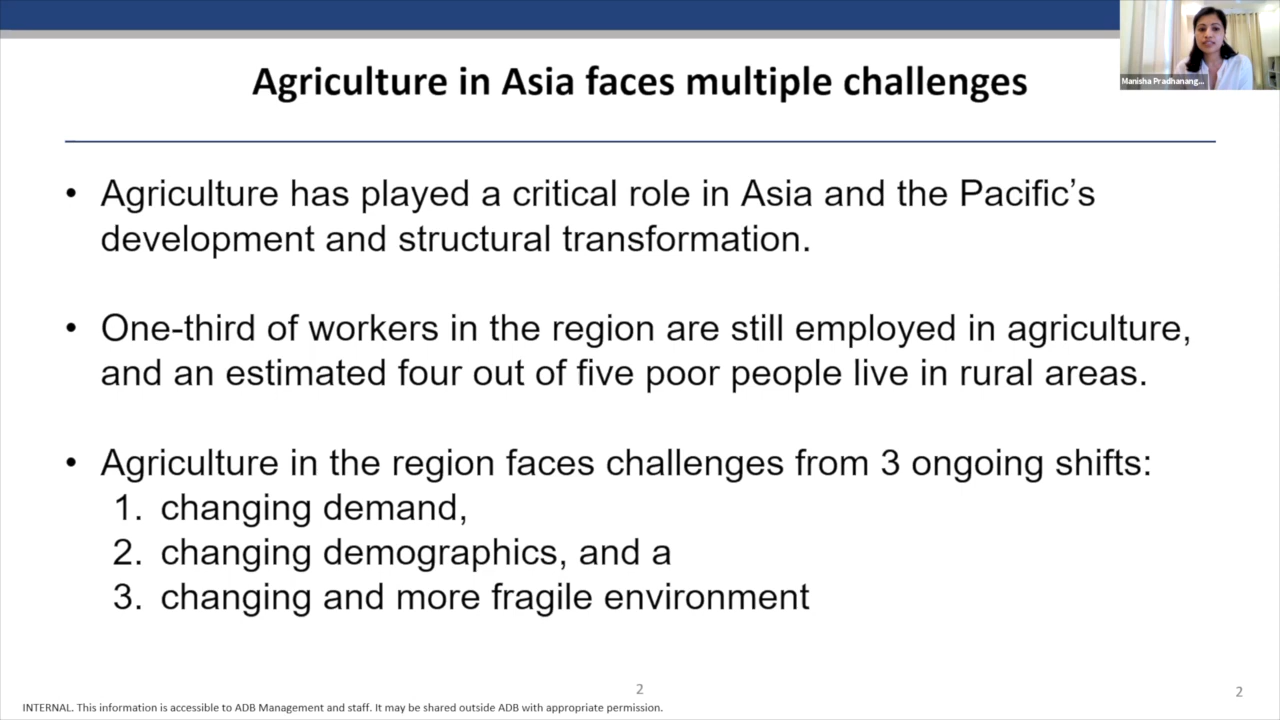 Agriculture in Asia faces multiple challenges
Manisha Pradhanang...
• Agriculture has played a critical role in Asia and the Pacific’s
development and structural transformation.
• One-third of workers in the region are still employed in agriculture,
and an estimated four out of five poor people live in rural areas.
• Agriculture in the region faces challenges from 3 ongoing shifts:
1. changing demand,
2. changing demographics, and a
3. changing and more fragile environment
2
2
INTERNAL. This information is accessible to ADB Management and staff. It may be shared outside ADB with appropriate permission.